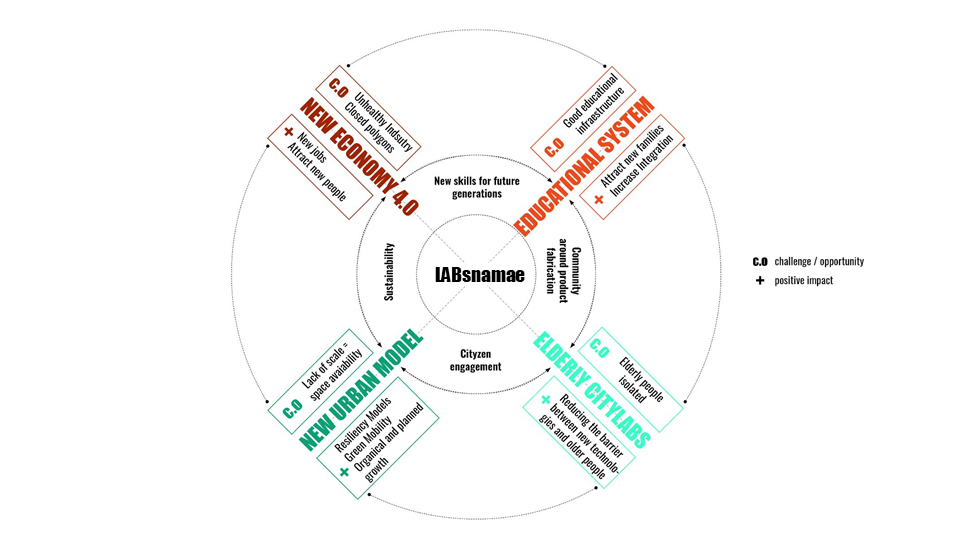 C.O
Unhealthy Indsutry
Closed polygons
NEW ECONOMY 4.0
+
New jobs
Attract new people
C.O
Good educational
infraestructure
EDUCATIONAL SYSTEM
+
Attract new families
Increase Integration
New skills for future
generations
Sustainability
LABsnamae
Community
around product
fabrication
Cityzen
engagement
C.O challenge / opportunity
+ positive impact
C.O
Lack of scale =
space avaiability
NEW URBAN MODEL
+
Resiliency Models
Green Mobility
Organical and planned
growth
C.O
Elderly people
isolated
ELDERLY CITYLABS
+
Reducing the barrier
between new technolo-
gies and older people